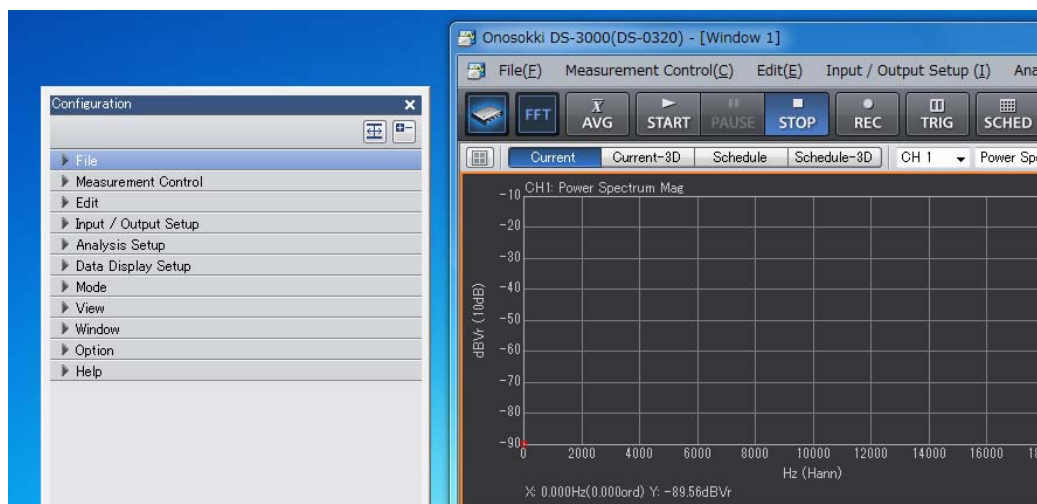 Configuration
File
Measurement Control
Edit
Input / Output Setup
Analysis Setup
Data Display Setup
Mode
View
Window
Option
Help
Onosokki DS-3000(DS-0320) - [Window 1]
File(F) Measurement Control(C) Edit(E) Input / Output Setup (I) Ana
FFT X AVG START PAUSE STOP REC TRIG SCHED
Current Current-3D Schedule Schedule-3D CH 1 Power Sp
CH1: Power Spectrum Mag
-10
-20
-30
-40
-50
-60
-70
-80
-90
dBVr (10dB)
0 2000 4000 6000 8000 10000 12000 14000 16000 18
Hz (Hann)
X: 0.000Hz(0.000ord) Y: -89.56dBVr